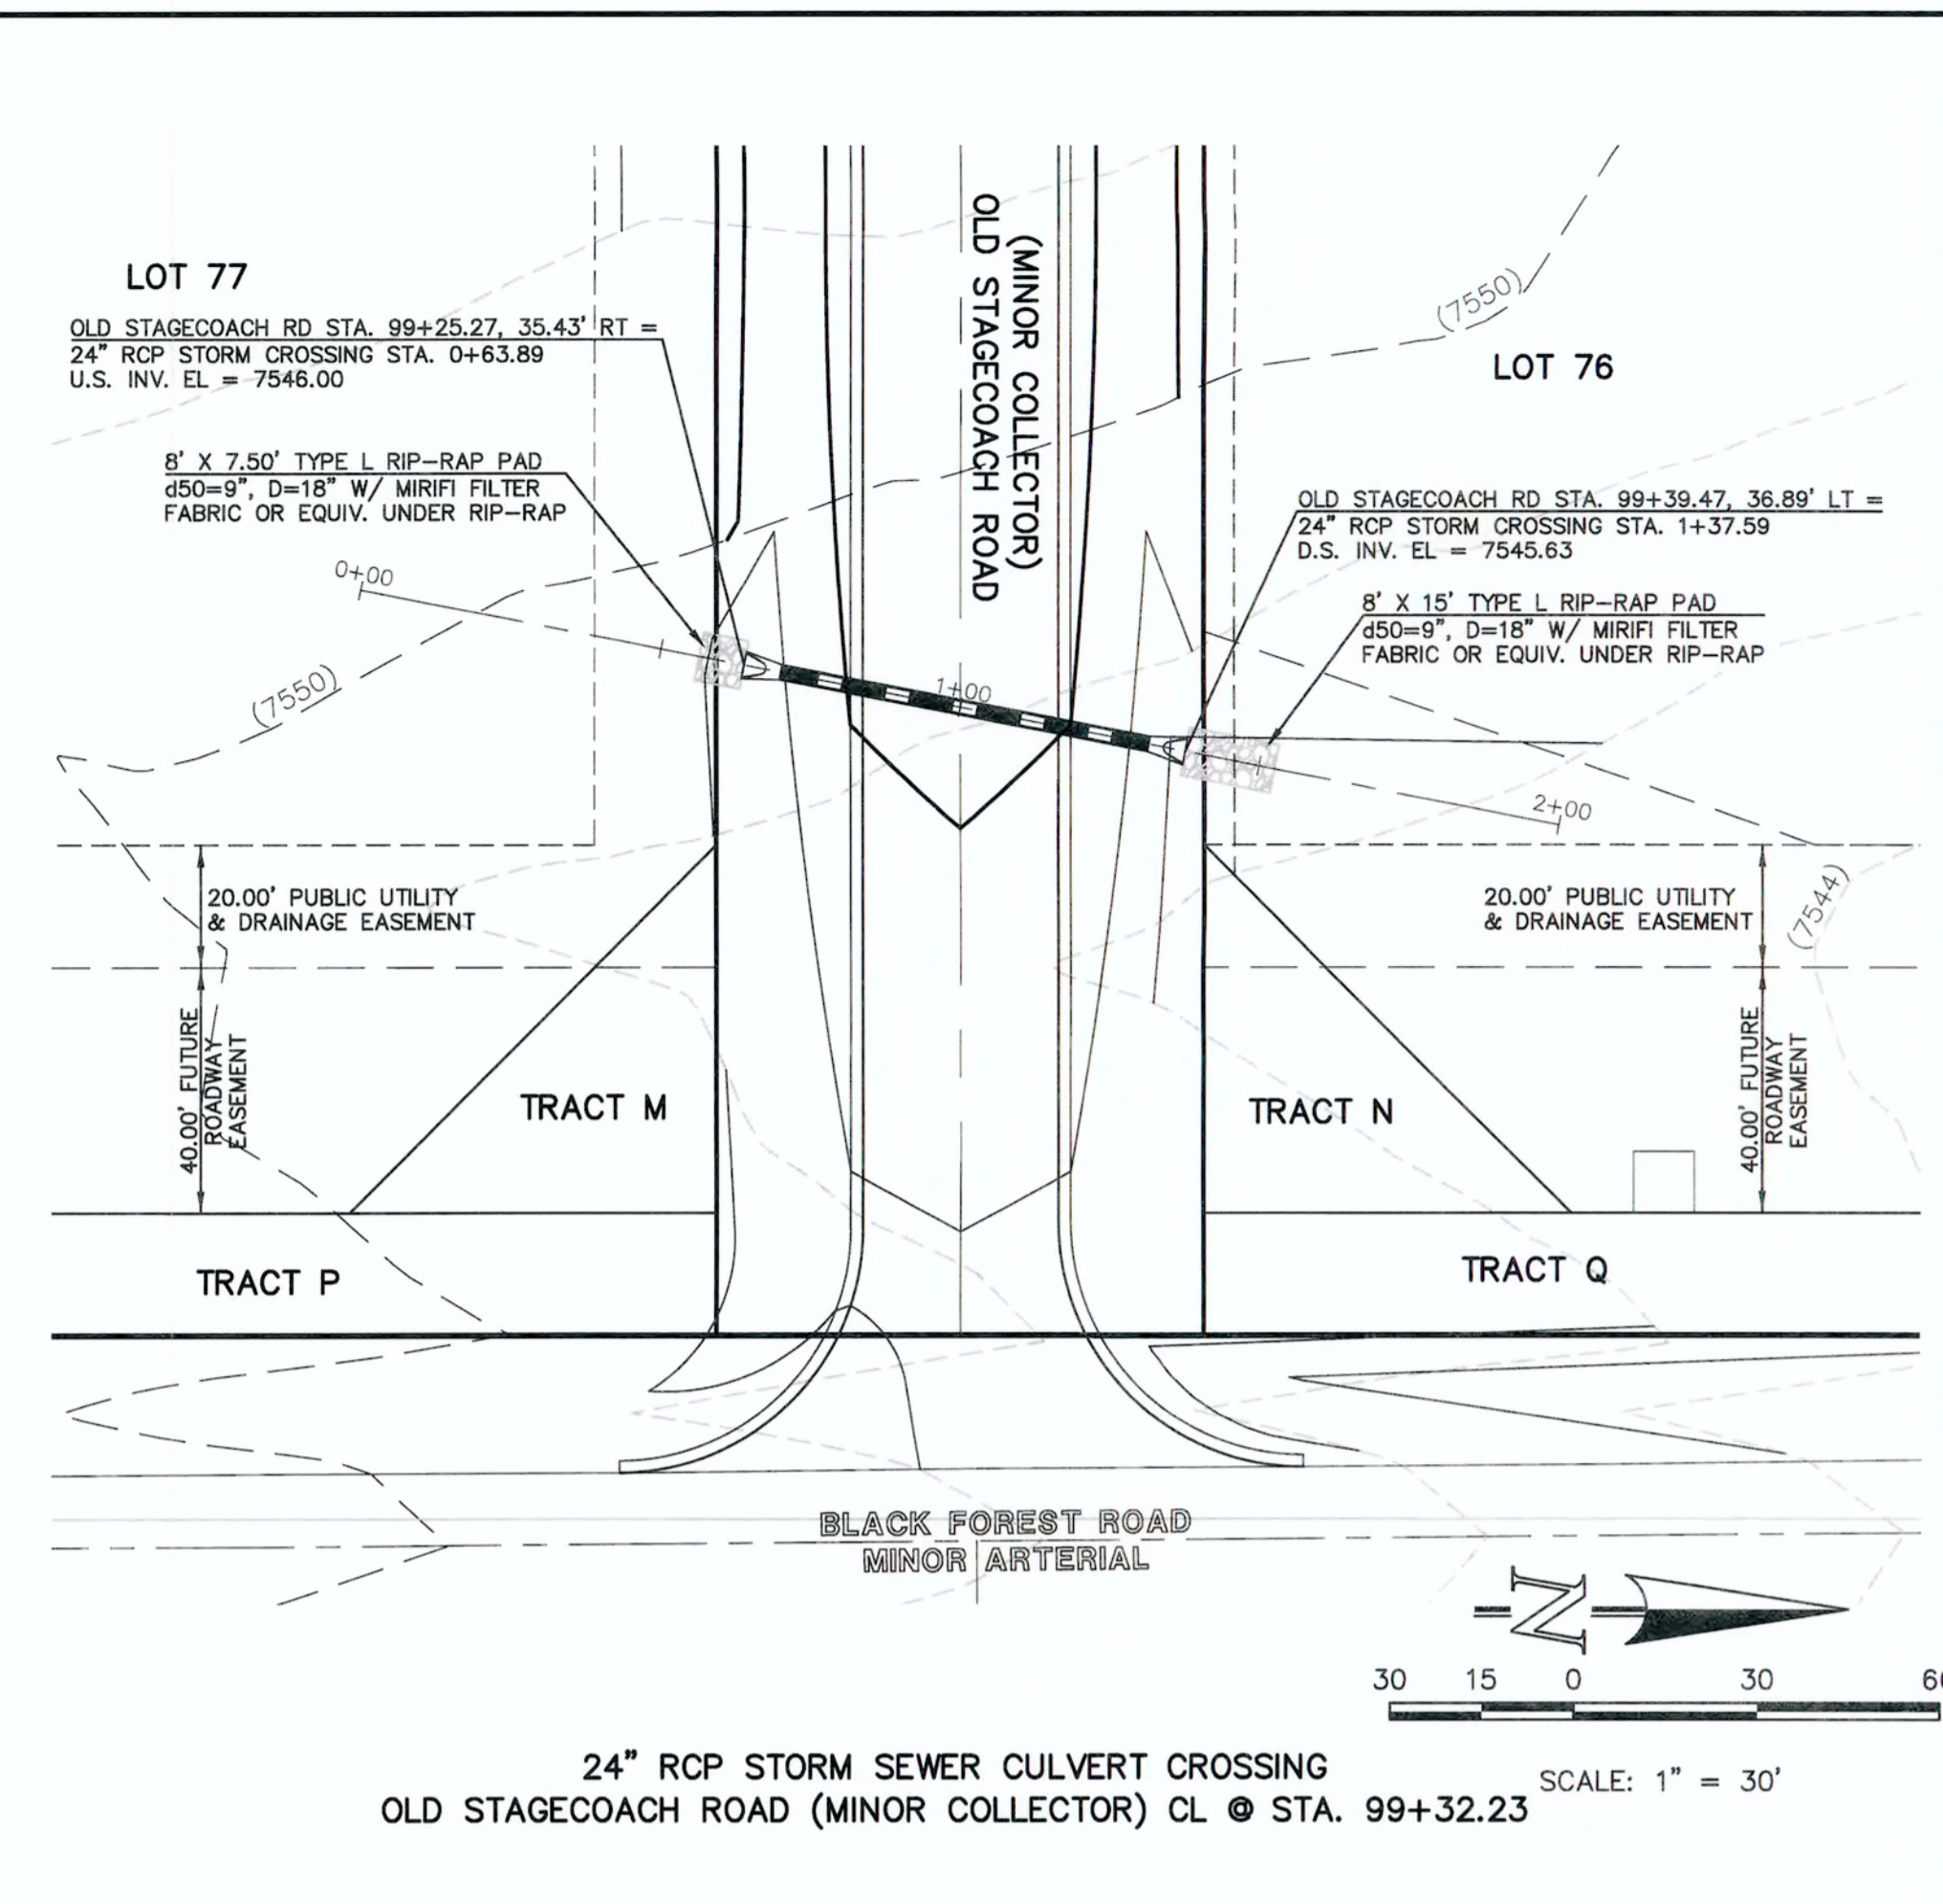 (MINOR COLLECTOR)
OLD STAGECOACH ROAD
LOT 77
OLD STAGECOACH RD STA. 99+25.27, 35.43' RT =
24" RCP STORM CROSSING STA. 0+63.89
U.S. INV. EL = 7546.00
8' X 7.50' TYPE L RIP-RAP PAD
d50=9", D=18" W/ MIRIFI FILTER
FABRIC OR EQUIV. UNDER RIP-RAP
(7550)
LOT 76
OLD STAGECOACH RD STA. 99+39.47, 36.89' LT =
24" RCP STORM CROSSING STA. 1+37.59
D.S. INV. EL = 7545.63
8' X 15' TYPE L RIP-RAP PAD
d50=9", D=18" W/ MIRIFI FILTER
FABRIC OR EQUIV. UNDER RIP-RAP
0+00
(7550)
1+00
2+00
20.00' PUBLIC UTILITY
& DRAINAGE EASEMENT
20.00' PUBLIC UTILITY
& DRAINAGE EASEMENT
(7544)
40.00' FUTURE
ROADWAY
EASEMENT
TRACT M
TRACT N
40.00' FUTURE
ROADWAY
EASEMENT
TRACT P
TRACT Q
BLACK FOREST ROAD
MINOR ARTERIAL
N
30 15 0 30
SCALE: 1" = 30'
24" RCP STORM SEWER CULVERT CROSSING
OLD STAGECOACH ROAD (MINOR COLLECTOR) CL @ STA. 99+32.23